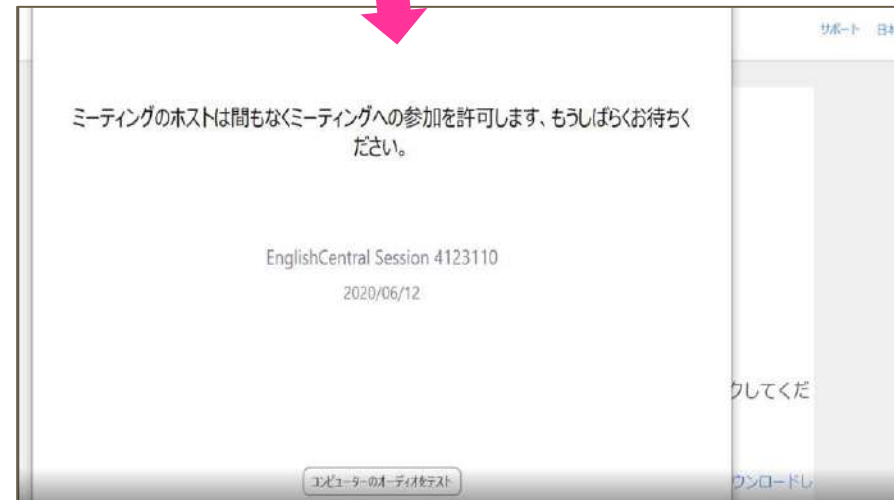 サポート 日本
ミーティングのホストは間もなくミーティングへの参加を許可します、もうしばらくお待ちく
ださい。
EnglishCentral Session 4123110
2020/06/12
クしてくだ
コンピューターのオーディオをテスト
ウンロードし